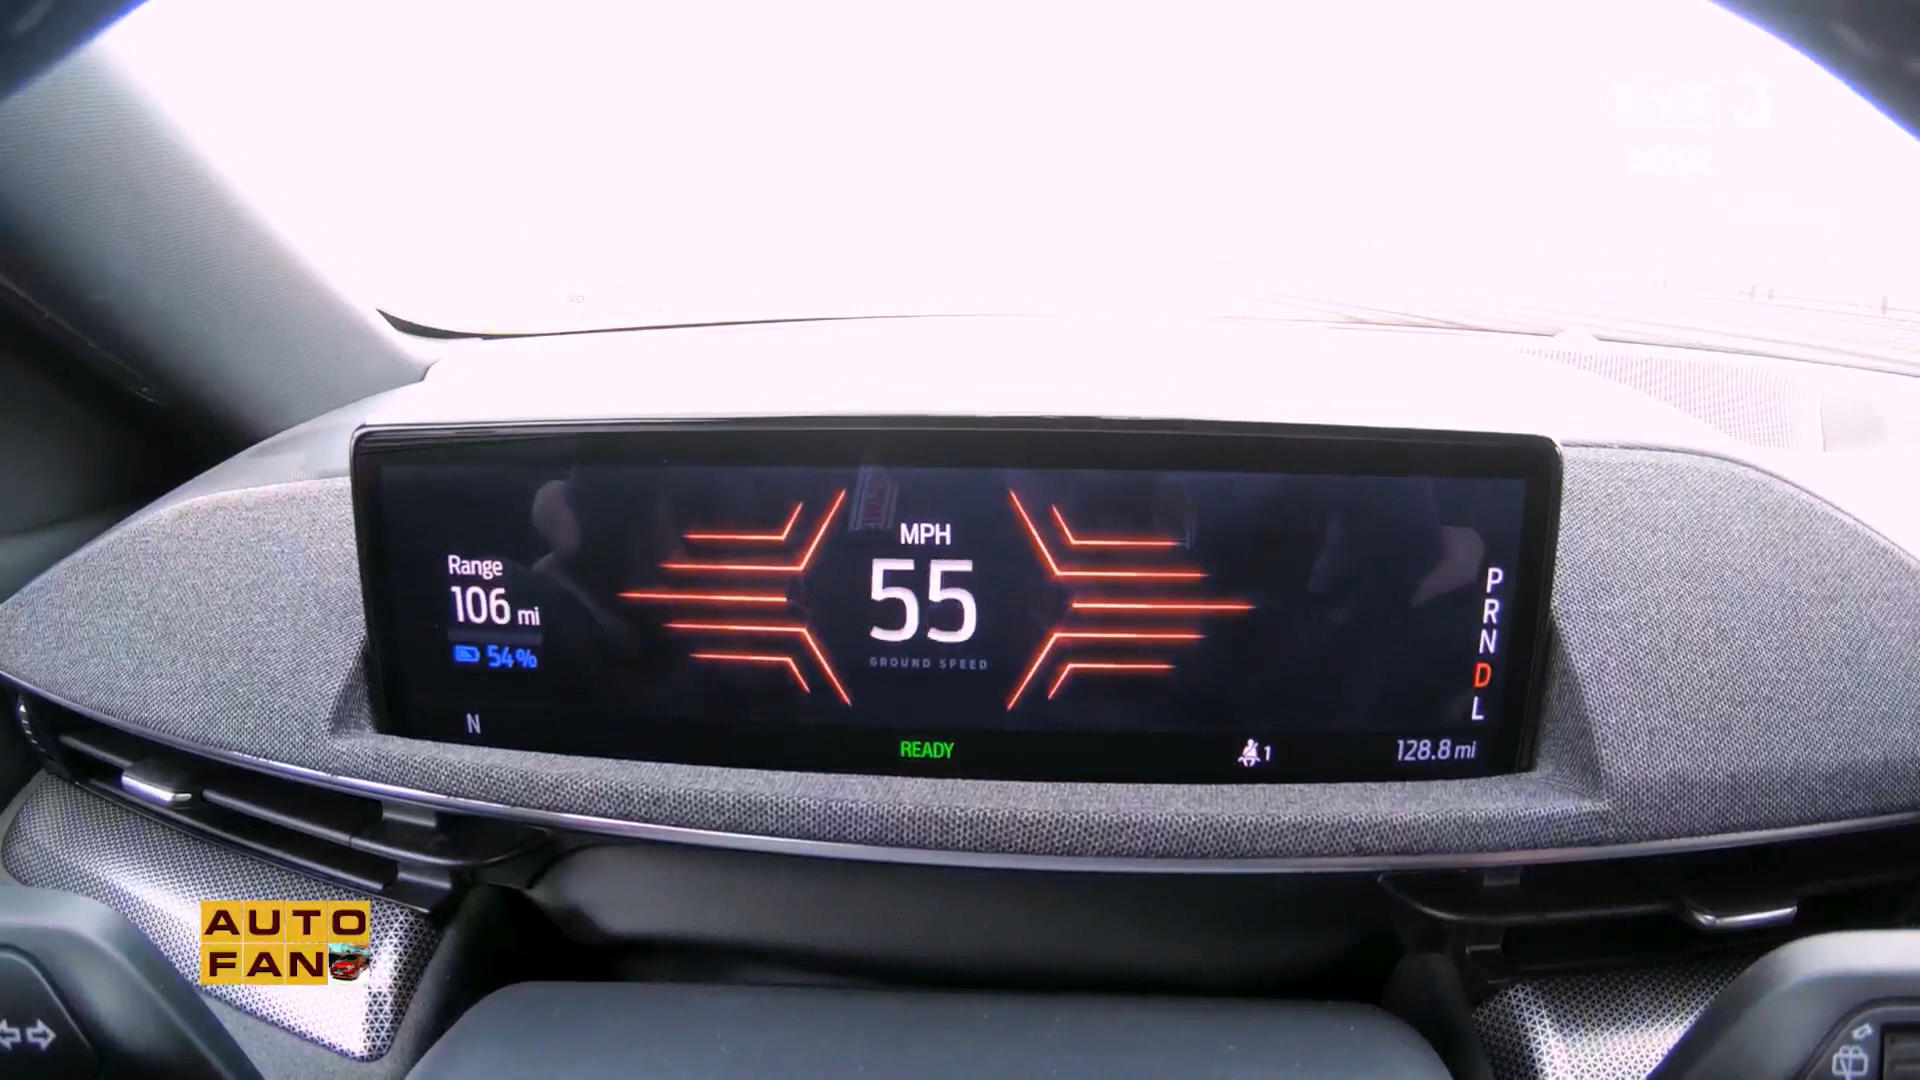 MPH
55
GROUND SPEED
Range
106 mi
54%
P
R
N
D
L
N
READY
1
128.8 mi
AUTO
FAN